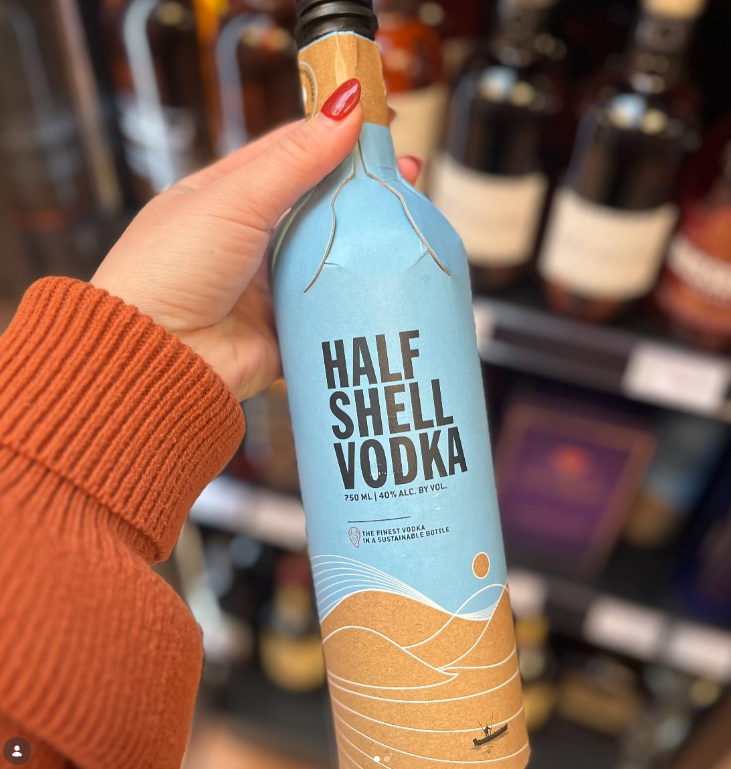 HALF
SHELL
VODKA
750 ML | 40% ALC. BY VOL.
THE FINEST VODKA
IN A SUSTAINABLE BOTTLE